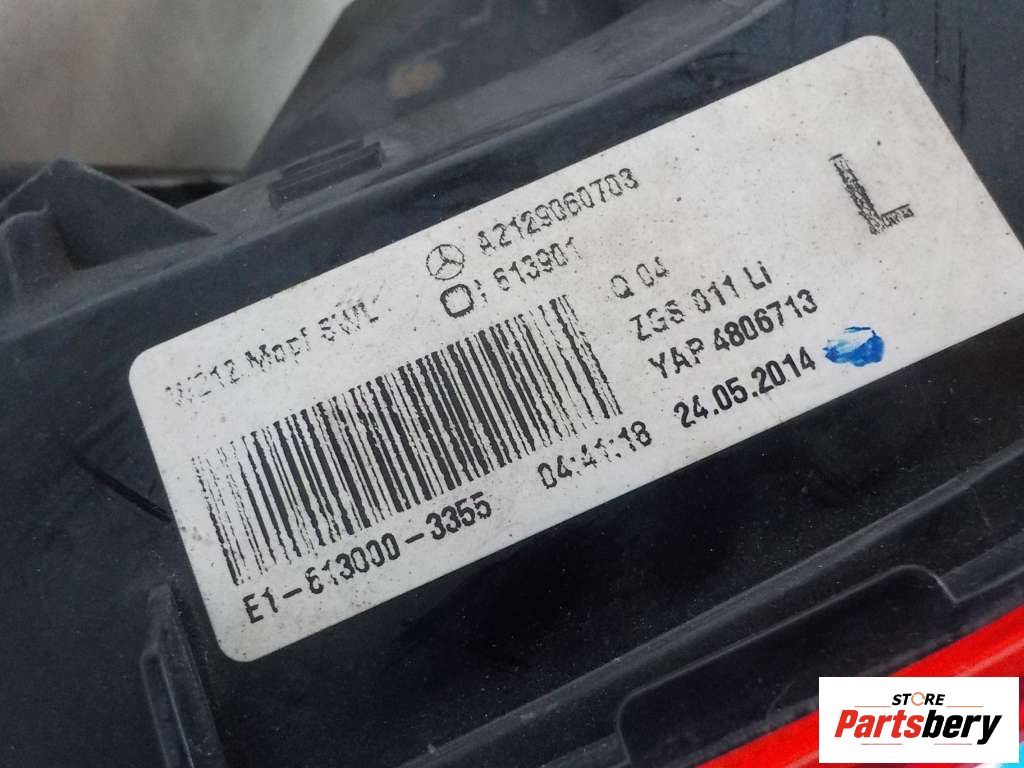 A2129060703
613901
W212 Mopf SWL
Q 04
ZGS 011 LI
YAP 4806713
04:41:18 24.05.2014
E1-613000-3355
L
STORE
Partsbery